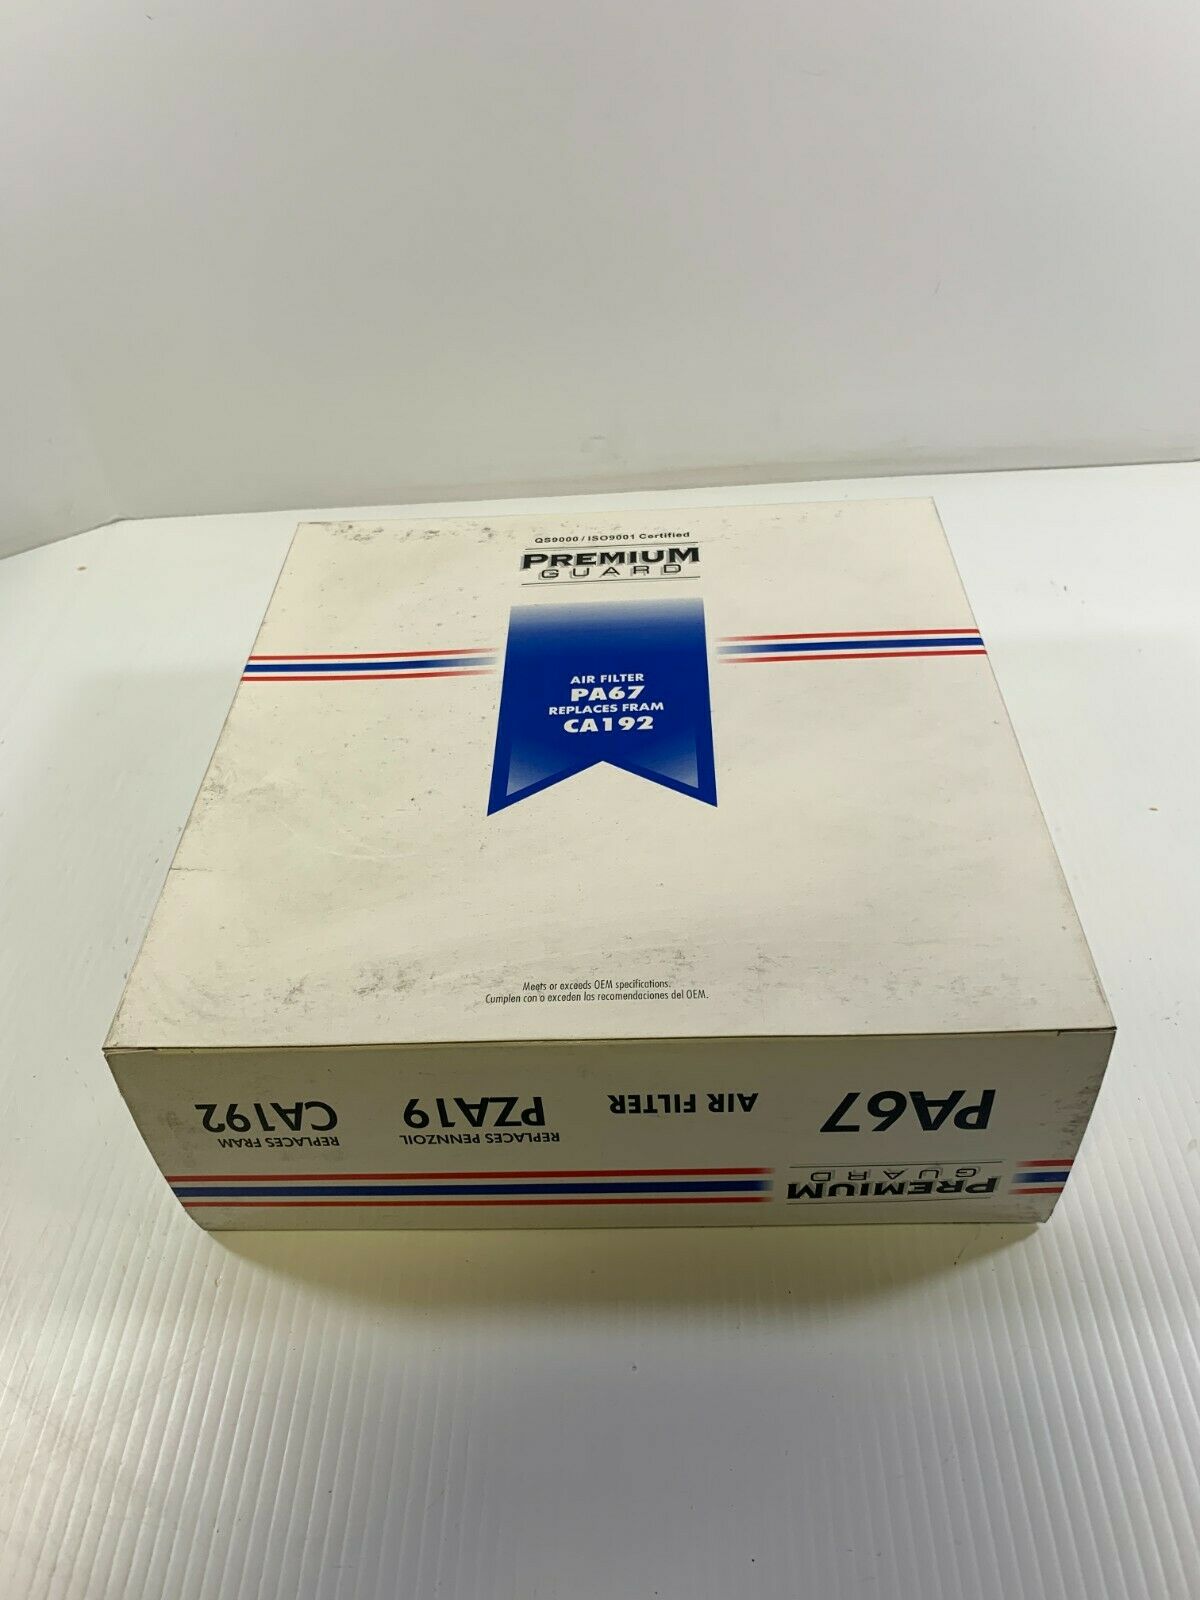 QS9000 / ISO9001 Certified
PREMIUM
GUARD
AIR FILTER
PA67
REPLACES FRAM
CA192
Meets or exceeds OEM specifications.
Cumplen con o exceden las recomendaciones del OEM.
PREMIUM
GUARD
PA67
AIR FILTER
REPLACES PENNZOIL
PZA19
REPLACES FRAM
CA192